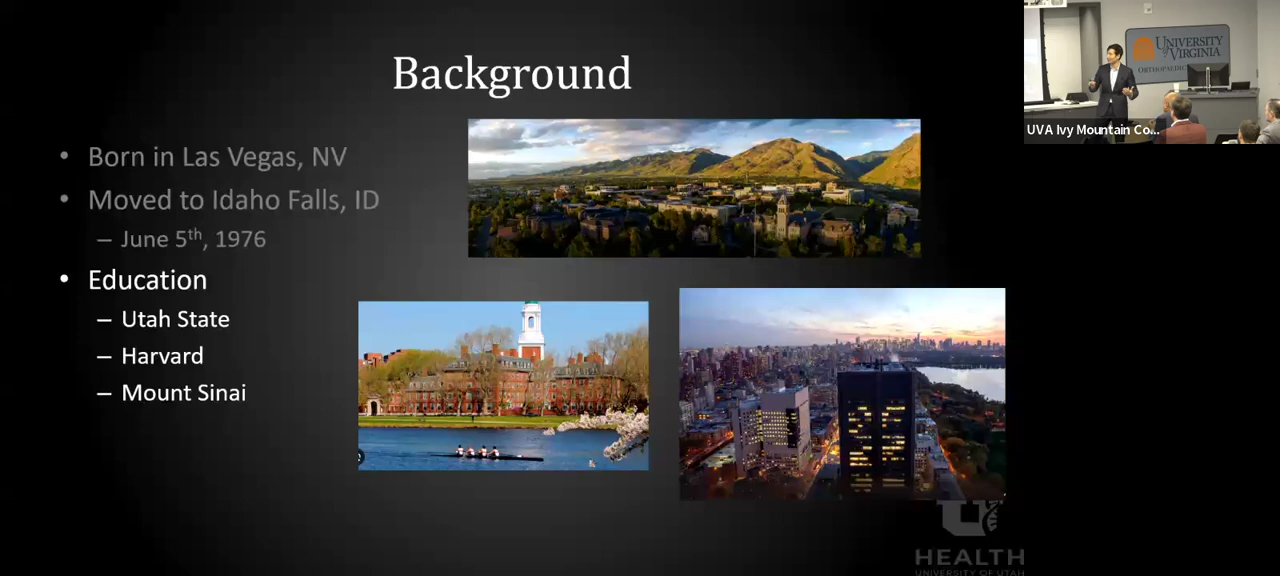 Background
• Born in Las Vegas, NV
• Moved to Idaho Falls, ID
– June 5th, 1976
• Education
– Utah State
– Harvard
– Mount Sinai
UNIVERSITY
of VIRGINIA
UVA Ivy Mountain Co...
U
HEALTH
UNIVERSITY OF UTAH